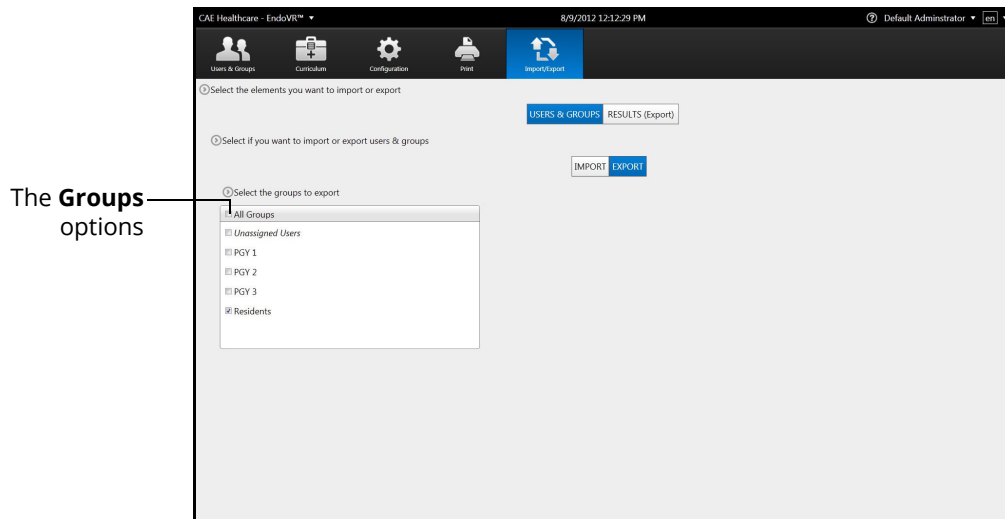 CAE Healthcare - EndoVR™
8/9/2012 12:12:29 PM
Default Adminstrator
en
Users & Groups
Curriculum
Configuration
Print
Import/Export
Select the elements you want to import or export
USERS & GROUPS
RESULTS (Export)
Select if you want to import or export users & groups
IMPORT
EXPORT
Select the groups to export
The Groups
options
All Groups
Unassigned Users
PGY 1
PGY 2
PGY 3
Residents